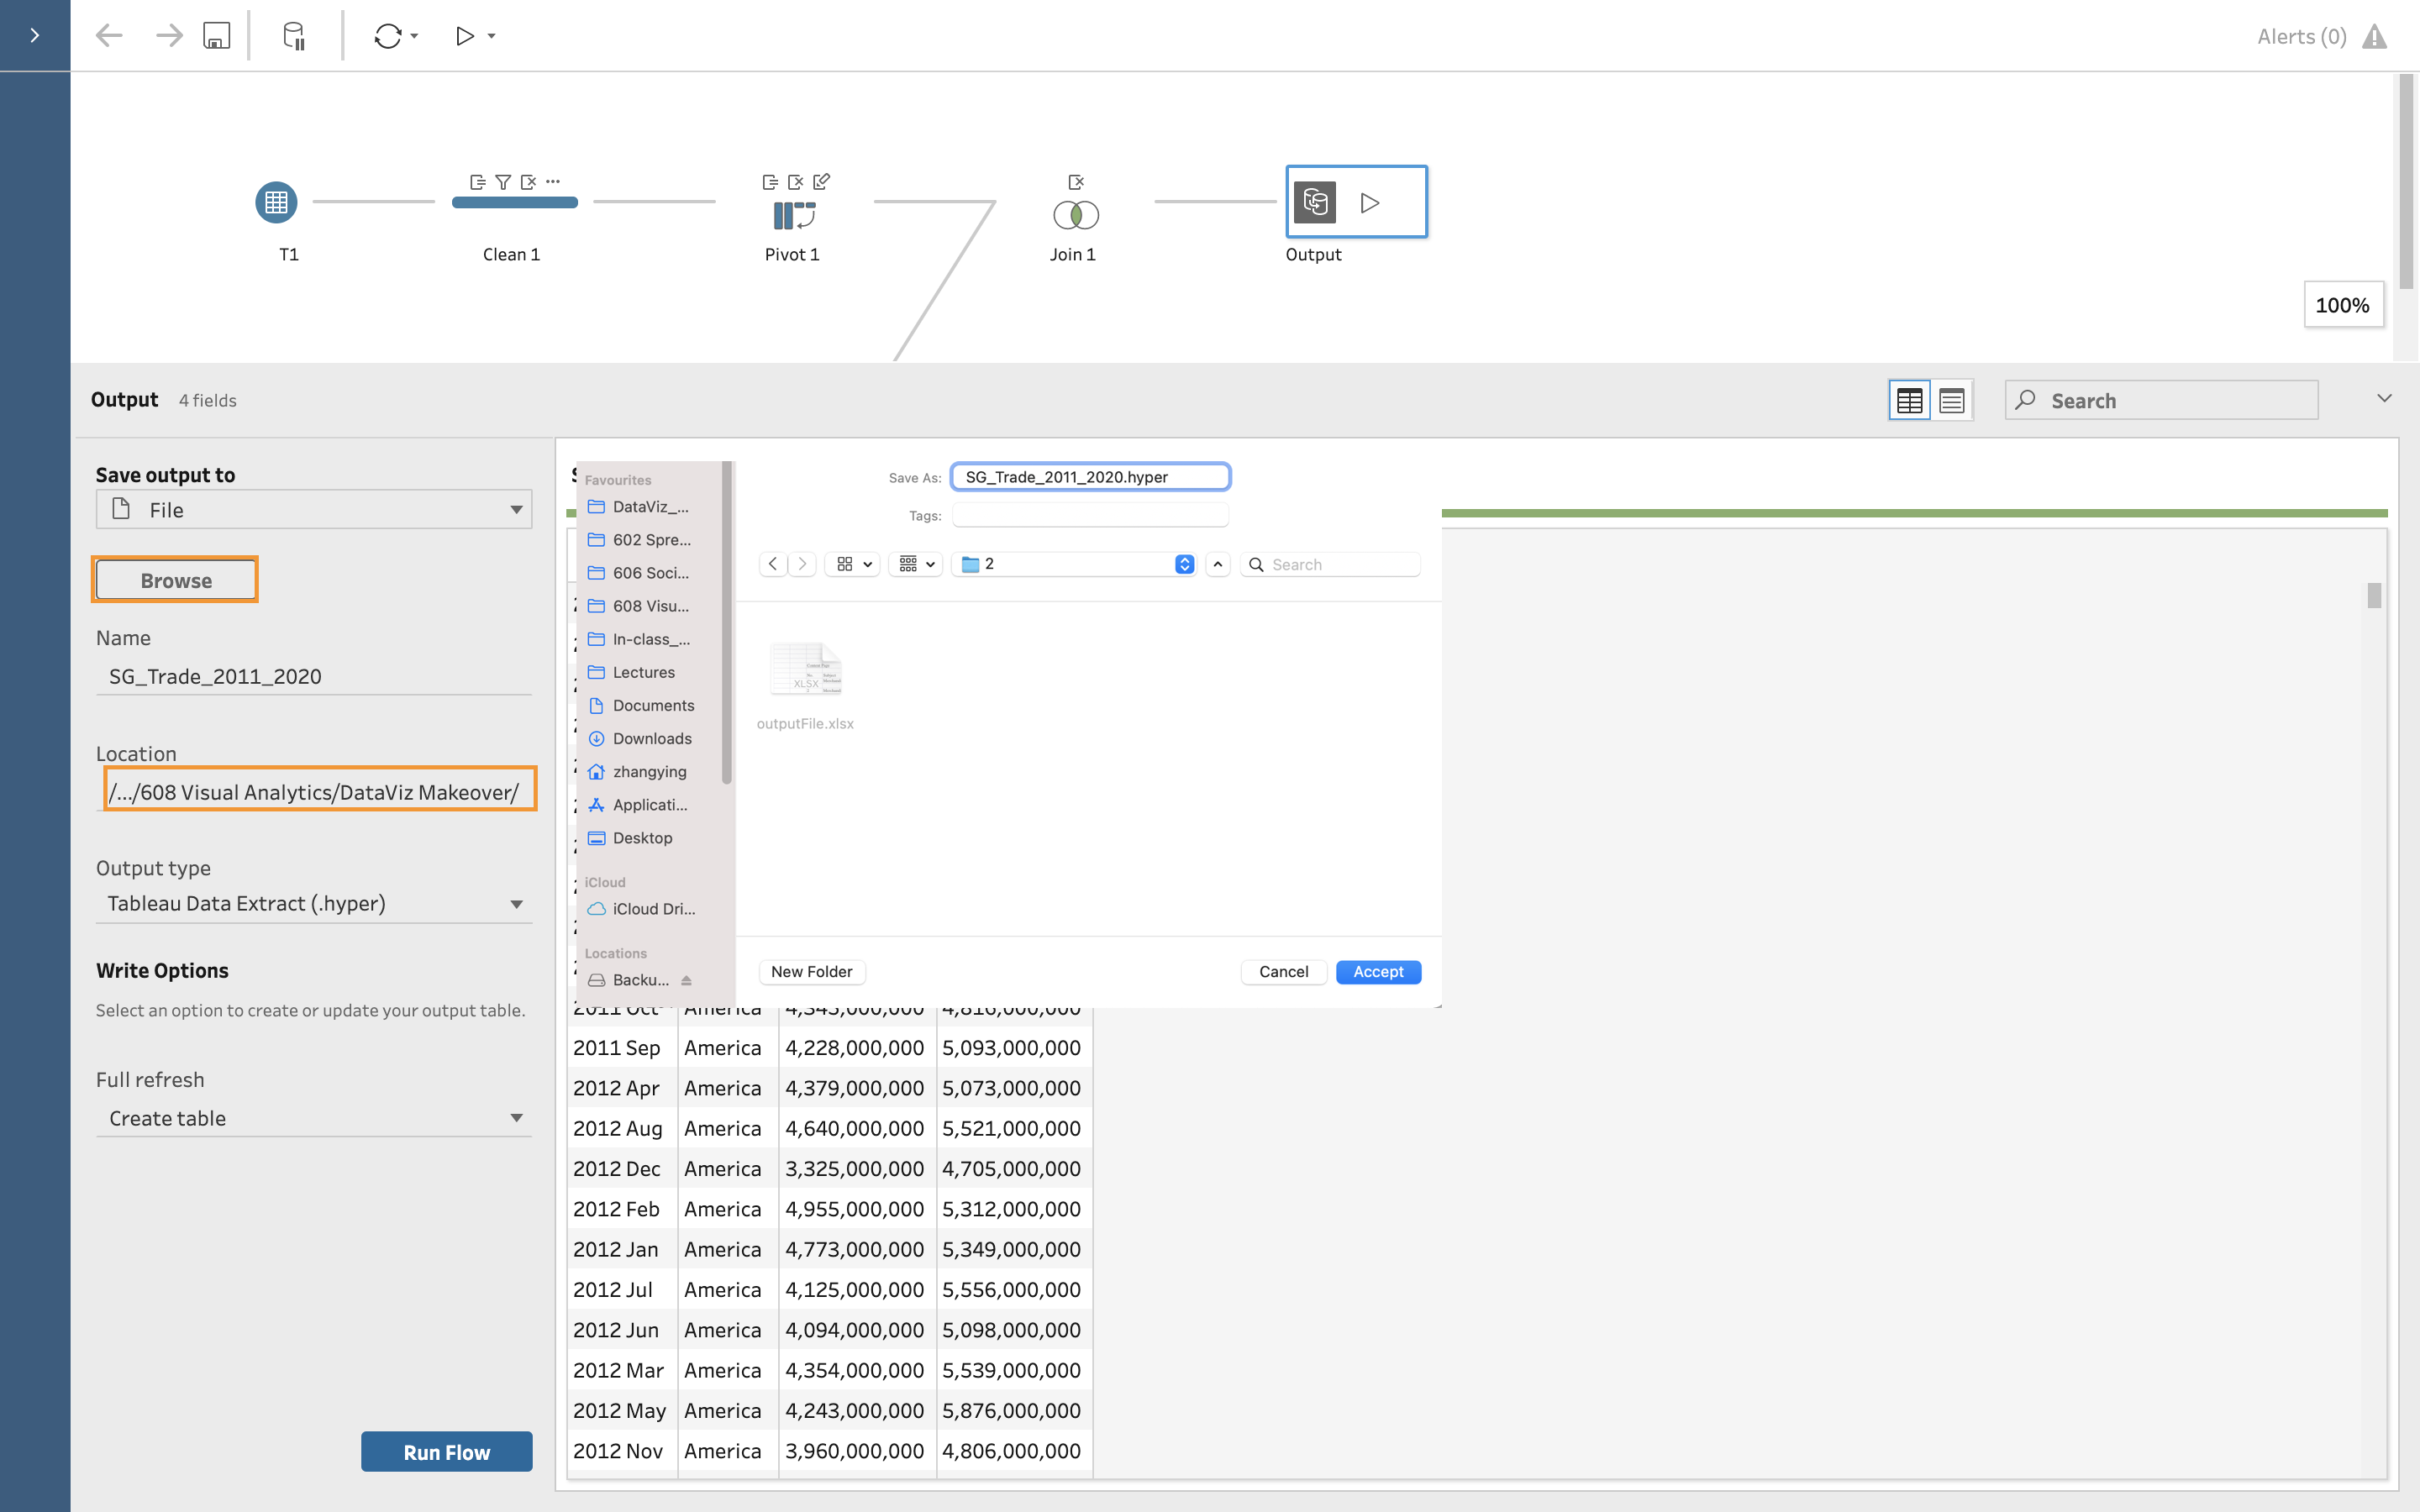 Alerts (0)
T1
Clean 1
Pivot 1
Join 1
Output
100%
Output 4 fields
Search
Save output to
File
Browse
Name
SG_Trade_2011_2020
Location
/.../608 Visual Analytics/DataViz Makeover/
Output type
Tableau Data Extract (.hyper)
Write Options
Select an option to create or update your output table.
Full refresh
Create table
Run Flow
Favourites
DataViz_...
602 Spre...
606 Soci...
608 Visu...
In-class_...
Lectures
Documents
Downloads
zhangying
Applicati...
Desktop
iCloud
iCloud Dri...
Locations
Backu...
Save As: SG_Trade_2011_2020.hyper
Tags:
2
Search
XLSX
outputFile.xlsx
New Folder
Cancel
Accept
2011 Oct America 4,343,000,000 4,816,000,000
2011 Sep America 4,228,000,000 5,093,000,000
2012 Apr America 4,379,000,000 5,073,000,000
2012 Aug America 4,640,000,000 5,521,000,000
2012 Dec America 3,325,000,000 4,705,000,000
2012 Feb America 4,955,000,000 5,312,000,000
2012 Jan America 4,773,000,000 5,349,000,000
2012 Jul America 4,125,000,000 5,556,000,000
2012 Jun America 4,094,000,000 5,098,000,000
2012 Mar America 4,354,000,000 5,539,000,000
2012 May America 4,243,000,000 5,876,000,000
2012 Nov America 3,960,000,000 4,806,000,000